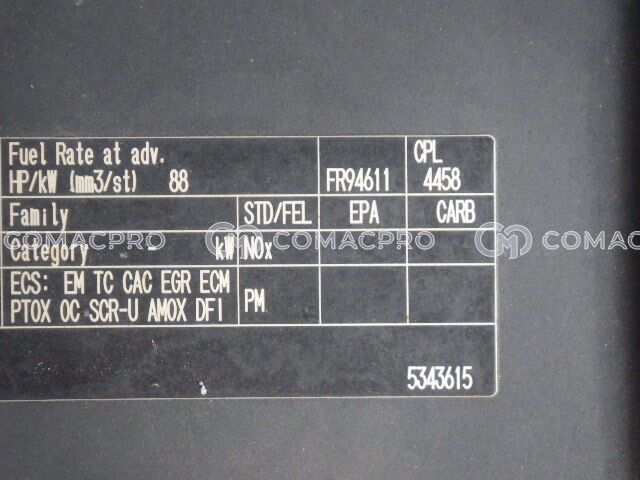 Fuel Rate at adv.
HP/kW (mm3/st) 88
FR94611
CPL
4458
Family
STD/FEL
EPA
CARB
Category - kW
NOx
ECS: EM TC CAC EGR ECM
PTOX OC SCR-U AMOX DFI
PM
5343615
COMACPRO
COMACPRO
COMACPRO